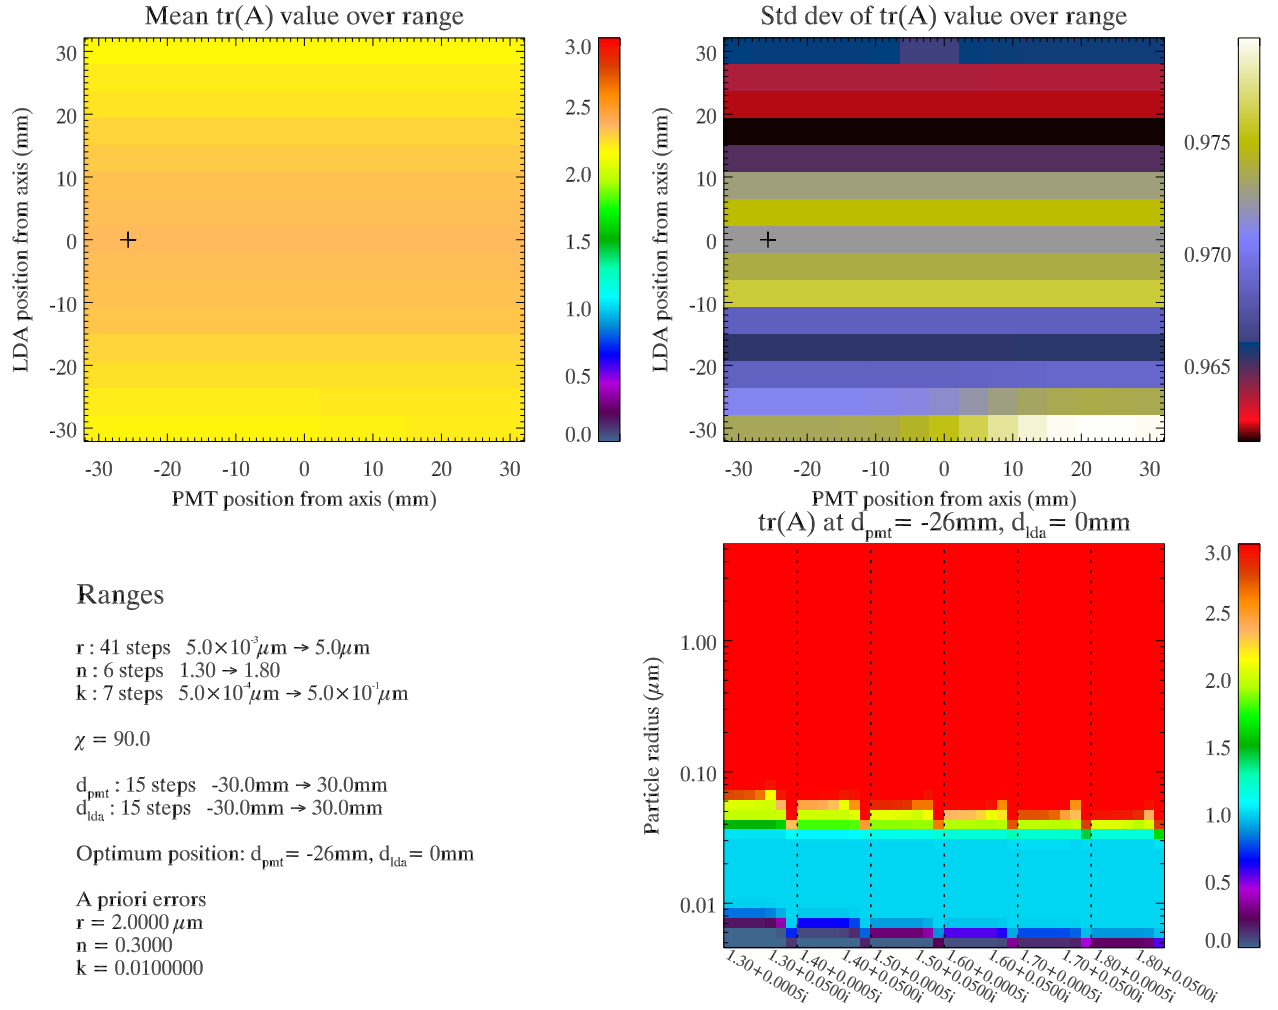 Mean tr(A) value over range
LDA position from axis (mm)
30
20
10
0
-10
-20
-30
-30 -20 -10 0 10 20 30
PMT position from axis (mm)
3.0
2.5
2.0
1.5
1.0
0.5
0.0
Std dev of tr(A) value over range
LDA position from axis (mm)
30
20
10
0
-10
-20
-30
-30 -20 -10 0 10 20 30
PMT position from axis (mm)
0.975
0.970
0.965
Ranges
r : 41 steps 5.0×10⁻³μm → 5.0μm
n : 6 steps 1.30 → 1.80
k : 7 steps 5.0×10⁻⁴μm → 5.0×10⁻¹μm
χ = 90.0
d_pmt : 15 steps -30.0mm → 30.0mm
d_lda : 15 steps -30.0mm → 30.0mm
Optimum position: d_pmt = -26mm, d_lda = 0mm
A priori errors
r = 2.0000 μm
n = 0.3000
k = 0.0100000
tr(A) at d_pmt = -26mm, d_lda = 0mm
Particle radius (μm)
1.00
0.10
0.01
1.30+0.0005i
1.30+0.0500i
1.40+0.0005i
1.40+0.0500i
1.50+0.0005i
1.50+0.0500i
1.60+0.0005i
1.60+0.0500i
1.70+0.0005i
1.70+0.0500i
1.80+0.0005i
1.80+0.0500i
3.0
2.5
2.0
1.5
1.0
0.5
0.0